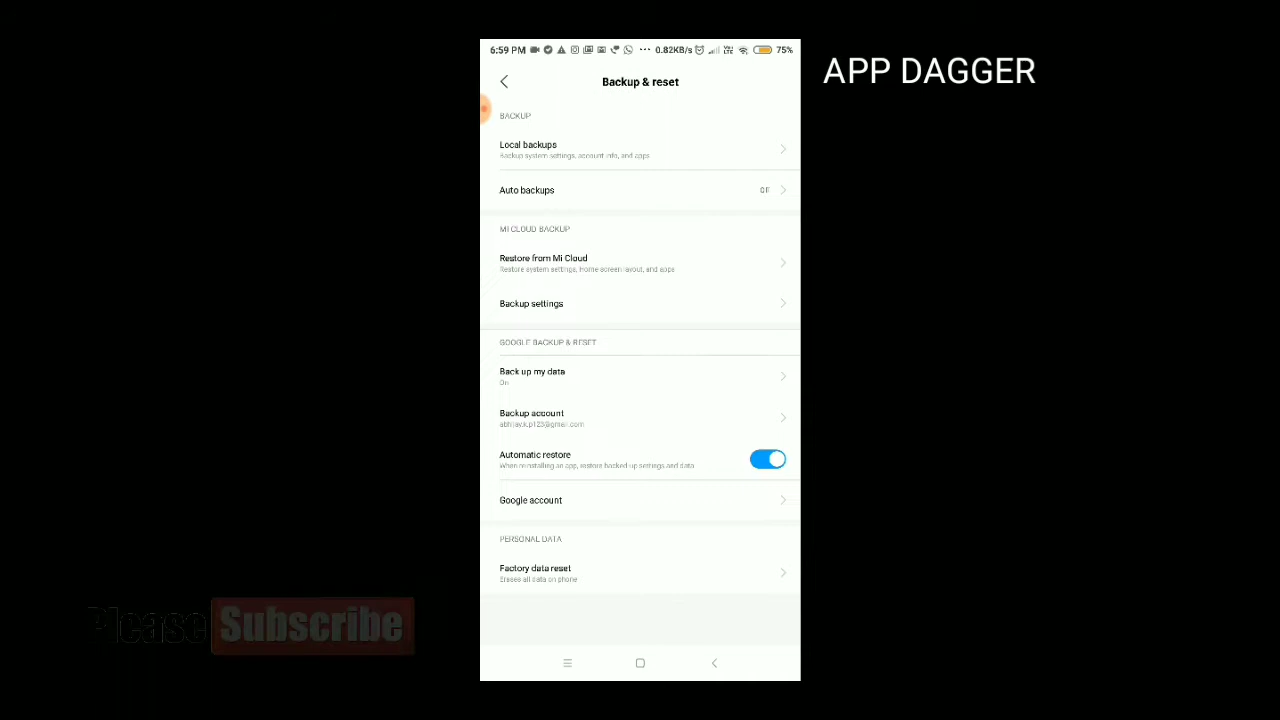 6:59 PM ... 0.82KB/s 75%
APP DAGGER
Backup & reset
BACKUP
Local backups
Backup system settings, account info, and apps
Auto backups Off
MI CLOUD BACKUP
Restore from Mi Cloud
Restore system settings, Home screen layout, and apps
Backup settings
GOOGLE BACKUP & RESET
Back up my data
On
Backup account
abhijay.k.p123@gmail.com
Automatic restore
When reinstalling an app, restore backed up settings and data
Google account
PERSONAL DATA
Factory data reset
Erases all data on phone
Please Subscribe